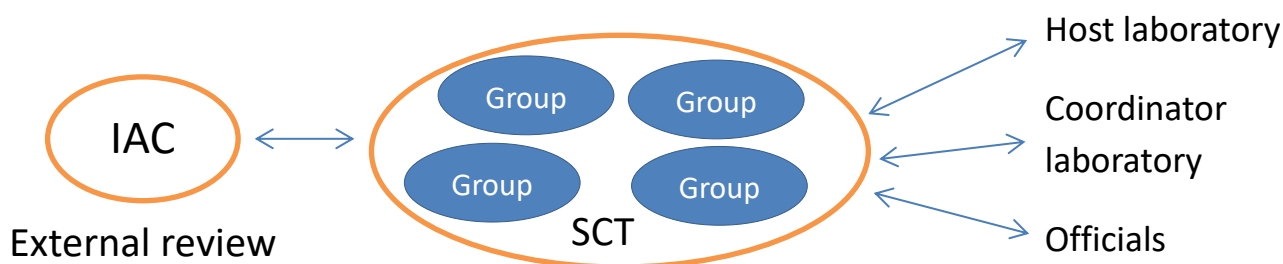 IAC
External review
Group
Group
Group
Group
SCT
Host laboratory
Coordinator
laboratory
Officials